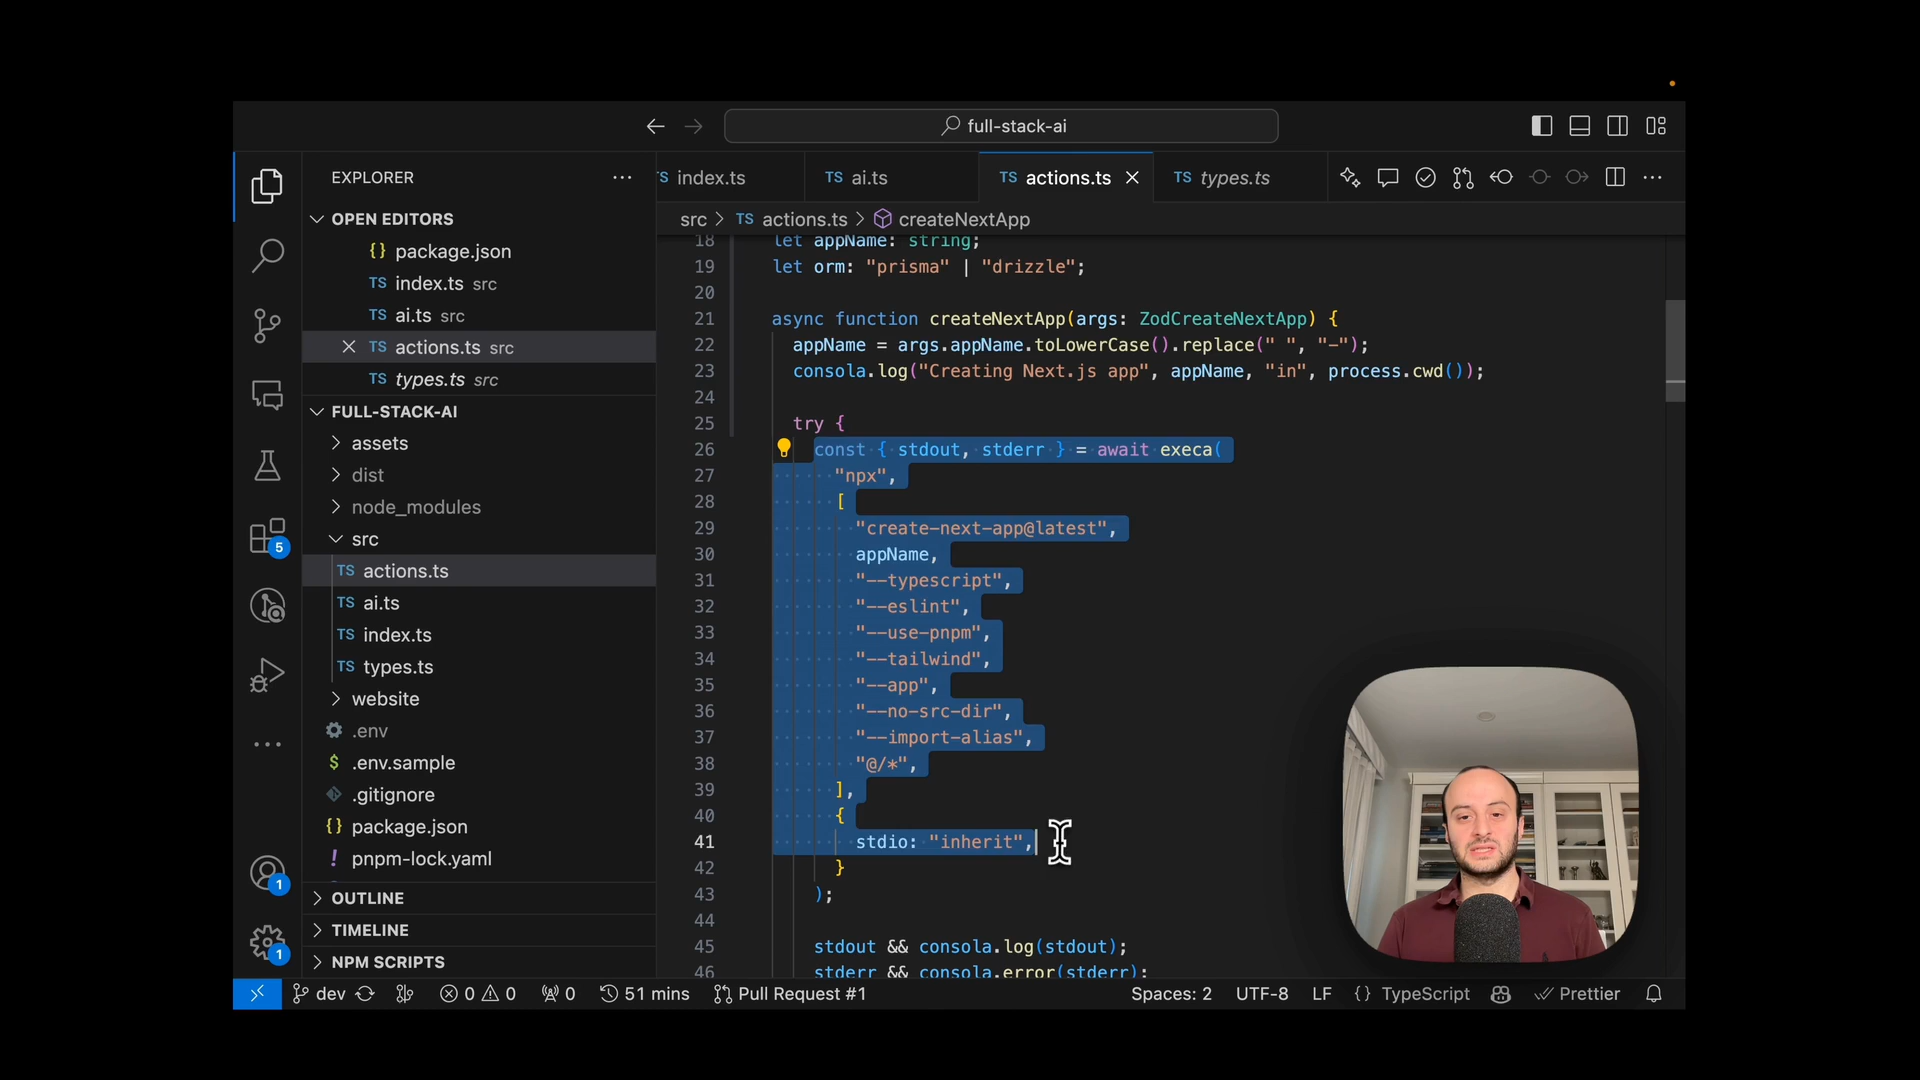 full-stack-ai
EXPLORER
OPEN EDITORS
{} package.json
TS index.ts src
TS ai.ts src
TS actions.ts src
TS types.ts src
FULL-STACK-AI
assets
dist
node_modules
src
TS actions.ts
TS ai.ts
TS index.ts
TS types.ts
website
.env
$ .env.sample
.gitignore
{} package.json
! pnpm-lock.yaml
OUTLINE
TIMELINE
NPM SCRIPTS
5
1
1
TS index.ts
TS ai.ts
TS actions.ts
TS types.ts
src > TS actions.ts > createNextApp
18 let appName: string;
19 let orm: "prisma" | "drizzle";
20
21 async function createNextApp(args: ZodCreateNextApp) {
22 appName = args.appName.toLowerCase().replace(" ", "-");
23 consola.log("Creating Next.js app", appName, "in", process.cwd());
24
25 try {
26 const { stdout, stderr } = await execa(
27 "npx",
28 [
29 "create-next-app@latest",
30 appName,
31 "--typescript",
32 "--eslint",
33 "--use-pnpm",
34 "--tailwind",
35 "--app",
36 "--no-src-dir",
37 "--import-alias",
38 "@/*",
39 ],
40 {
41 stdio: "inherit",
42 }
43 );
44
45 stdout && consola.log(stdout);
46 stderr && consola.error(stderr);
dev
0 0
0
51 mins
Pull Request #1
Spaces: 2
UTF-8
LF
{} TypeScript
Prettier